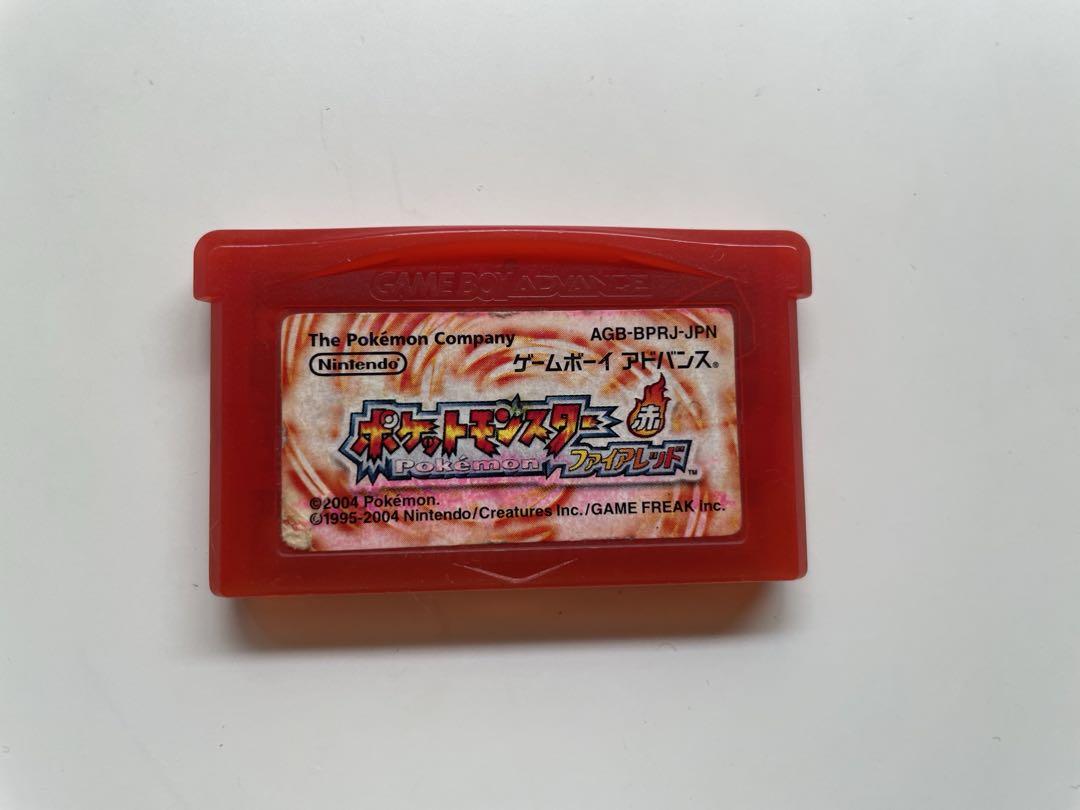 GAME BOY ADVANCE
The Pokémon Company
AGB-BPRJ-JPN
Nintendo
ゲームボーイ アドバンス®
ポケットモンスター
赤
Pokémon
ファイアレッド™
©2004 Pokémon.
©1995-2004 Nintendo/Creatures Inc./GAME FREAK inc.